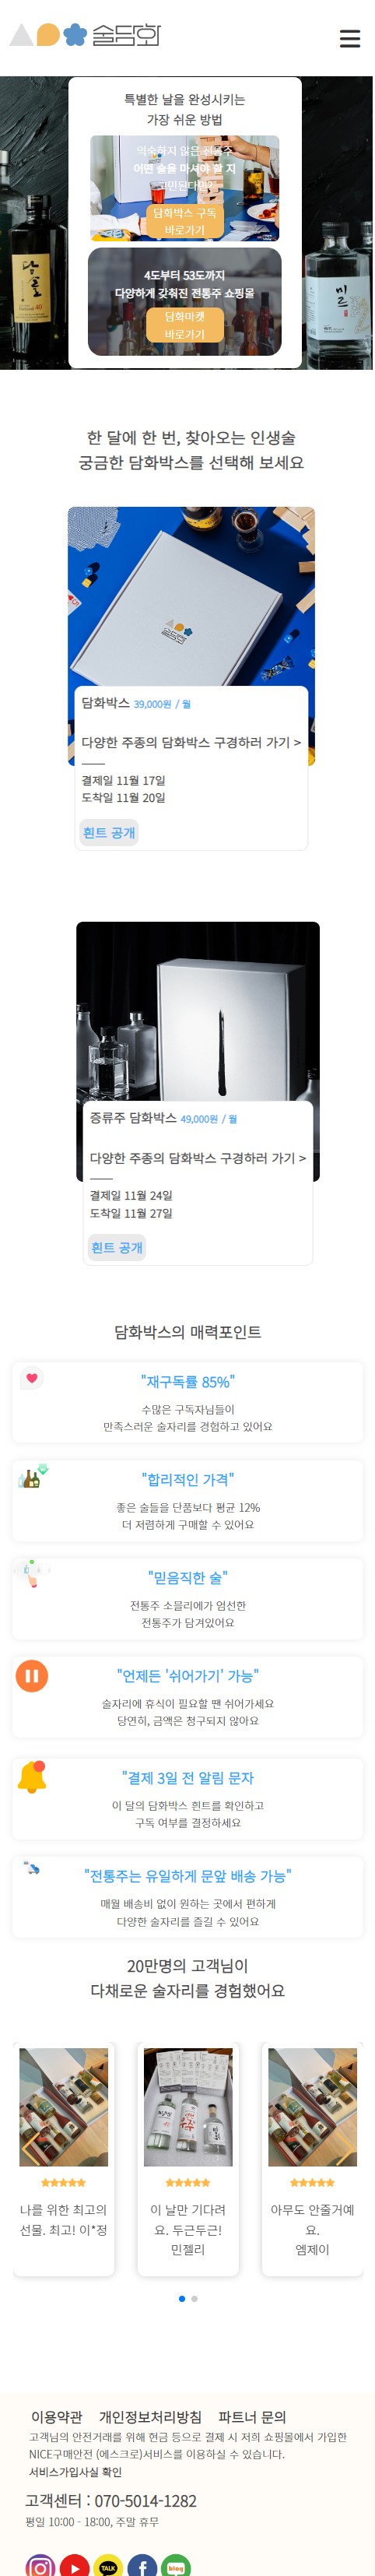 술담화
특별한 날을 완성시키는
가장 쉬운 방법
익숙하지 않은 전통주
어떤 술을 마셔야 할 지
고민된다면?
담화박스 구독
바로가기
4도부터 53도까지
다양하게 갖춰진 전통주 쇼핑몰
담화마켓
바로가기
미르
한 달에 한 번, 찾아오는 인생술
궁금한 담화박스를 선택해 보세요
술담화
담화박스 39,000원 / 월
다양한 주종의 담화박스 구경하러 가기 >
결제일 11월 17일
도착일 11월 20일
흰트 공개
증류주 담화박스 49,000원 / 월
다양한 주종의 담화박스 구경하러 가기 >
결제일 11월 24일
도착일 11월 27일
흰트 공개
담화박스의 매력포인트
"재구독률 85%"
수많은 구독자님들이
만족스러운 술자리를 경험하고 있어요
"합리적인 가격"
좋은 술들을 단품보다 평균 12%
더 저렴하게 구매할 수 있어요
"믿음직한 술"
전통주 소믈리에가 엄선한
전통주가 담겨있어요
"언제든 '쉬어가기' 가능"
술자리에 휴식이 필요할 땐 쉬어가세요
당연히, 금액은 청구되지 않아요
"결제 3일 전 알림 문자
이 달의 담화박스 힌트를 확인하고
구독 여부를 결정하세요
"전통주는 유일하게 문앞 배송 가능"
매월 배송비 없이 원하는 곳에서 편하게
다양한 술자리를 즐길 수 있어요
20만명의 고객님이
다채로운 술자리를 경험했어요
나를 위한 최고의
선물. 최고! 이*정
이 날만 기다려
요. 두근두근!
민젤리
아무도 안줄거예
요.
엠제이
이용약관 개인정보처리방침 파트너 문의
고객님의 안전거래를 위해 현금 등으로 결제 시 저희 쇼핑몰에서 가입한
NICE구매안전 (에스크로)서비스를 이용하실 수 있습니다.
서비스가입사실 확인
고객센터 : 070-5014-1282
평일 10:00 - 18:00, 주말 휴무
TALK
blog